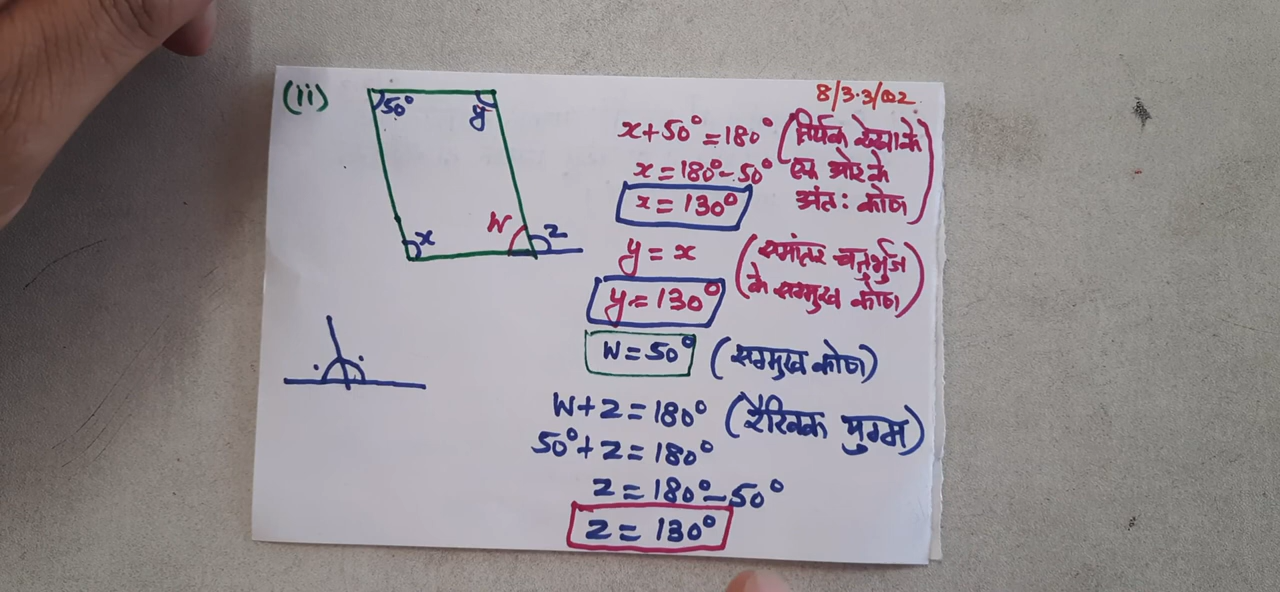 (ii)
8/3.3/Q2
50°
y
x
W
z
x+50°=180° (तिर्यक रेखा के
x=180°-50° एक ओर के
x=130° अंतः कोण)
y=x (समांतर चतुर्भुज
y=130° के सम्मुख कोण)
W=50° (सम्मुख कोण)
W+z=180° (रैखिक युग्म)
50°+z=180°
z=180°-50°
z=130°